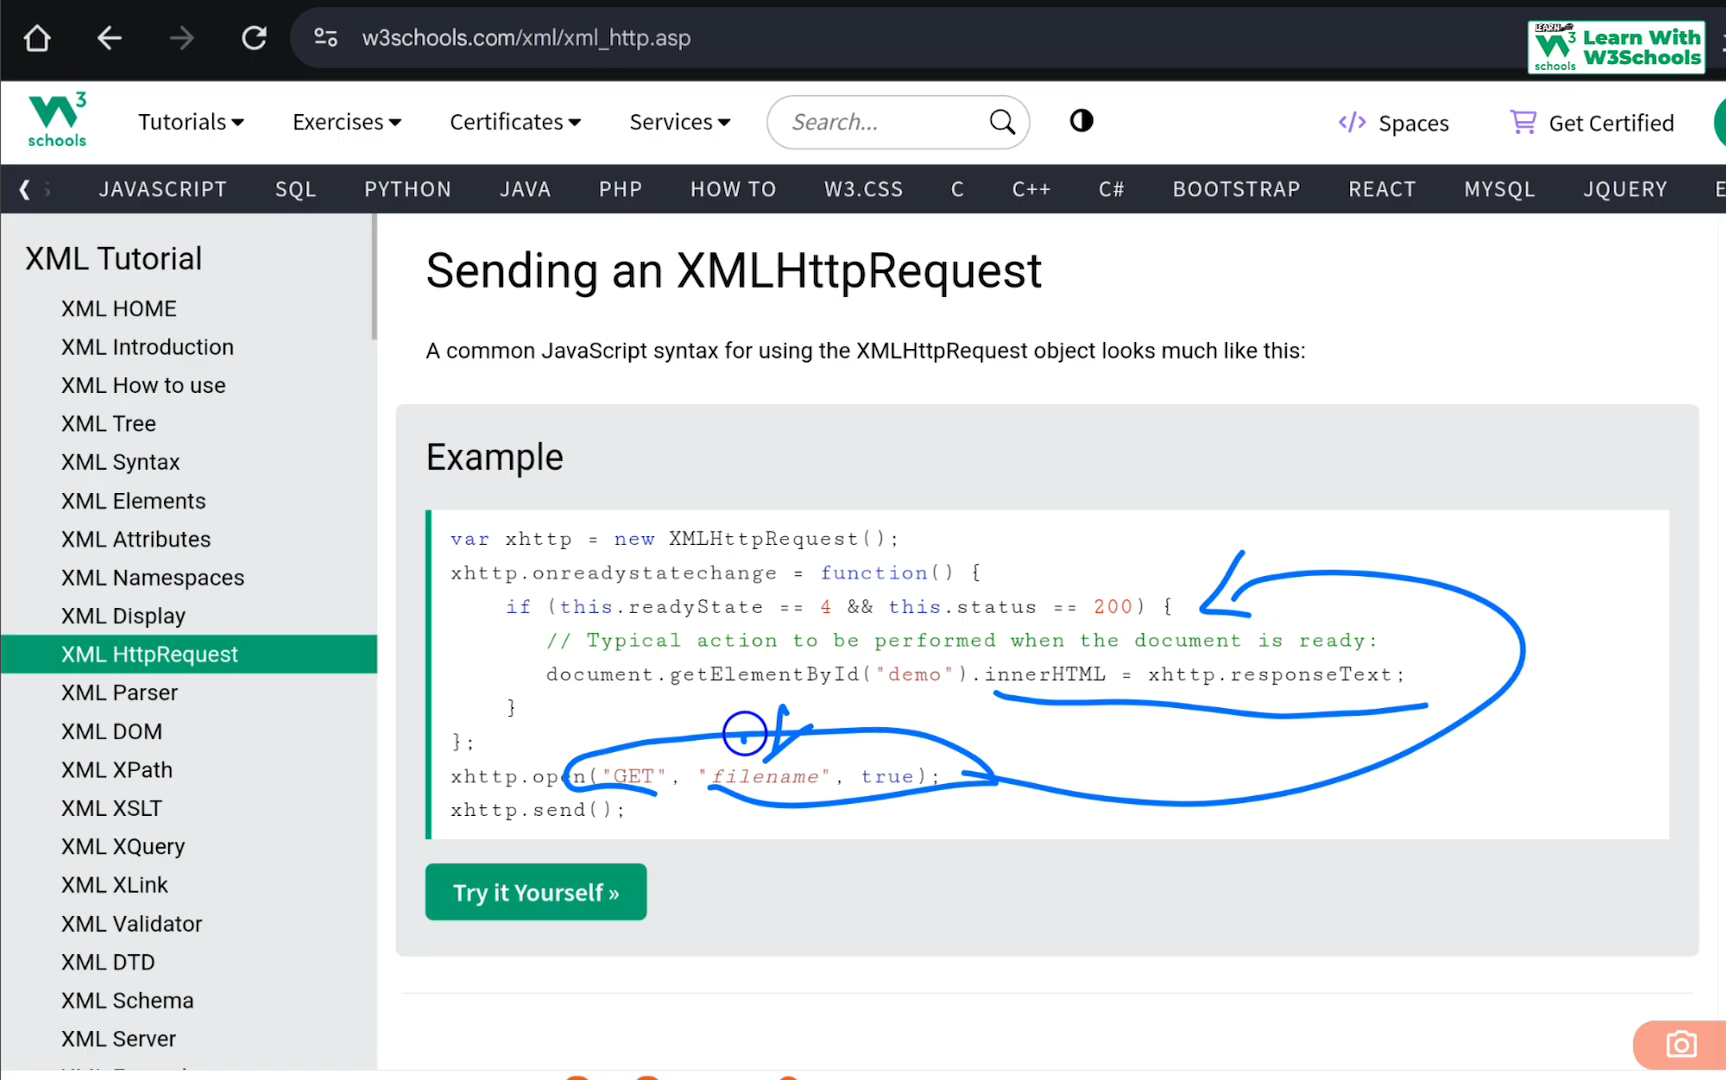 w3schools.com/xml/xml_http.asp
LEARN
W3
schools
Learn With
W3Schools
W3
schools
Tutorials
Exercises
Certificates
Services
Search...
Spaces
Get Certified
JAVASCRIPT SQL PYTHON JAVA PHP HOW TO W3.CSS C C++ C# BOOTSTRAP REACT MYSQL JQUERY E
XML Tutorial
XML HOME
XML Introduction
XML How to use
XML Tree
XML Syntax
XML Elements
XML Attributes
XML Namespaces
XML Display
XML HttpRequest
XML Parser
XML DOM
XML XPath
XML XSLT
XML XQuery
XML XLink
XML Validator
XML DTD
XML Schema
XML Server
Sending an XMLHttpRequest
A common JavaScript syntax for using the XMLHttpRequest object looks much like this:
Example
var xhttp = new XMLHttpRequest();
xhttp.onreadystatechange = function() {
if (this.readyState == 4 && this.status == 200) {
// Typical action to be performed when the document is ready:
document.getElementById("demo").innerHTML = xhttp.responseText;
}
};
xhttp.open("GET", "filename", true);
xhttp.send();
Try it Yourself »